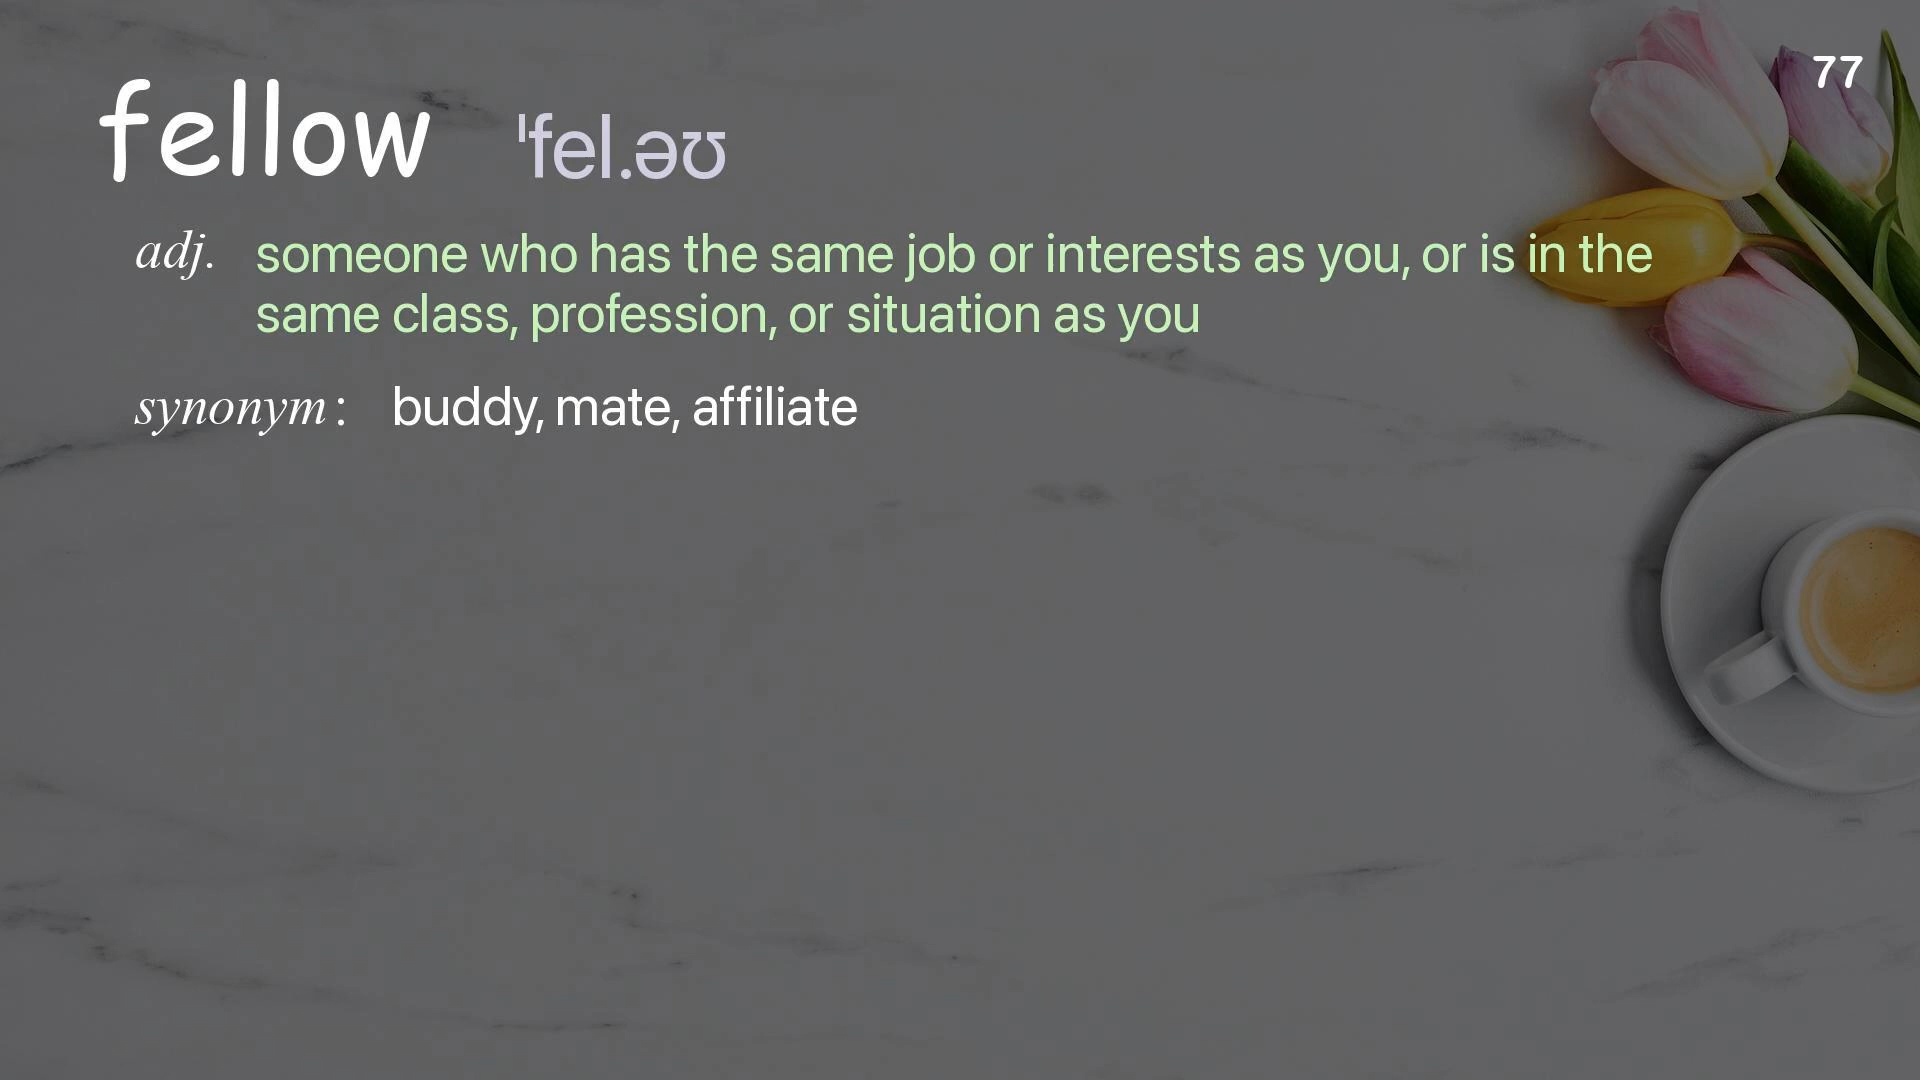 77
fellow ˈfel.əʊ
adj. someone who has the same job or interests as you, or is in the
same class, profession, or situation as you
synonym: buddy, mate, affiliate